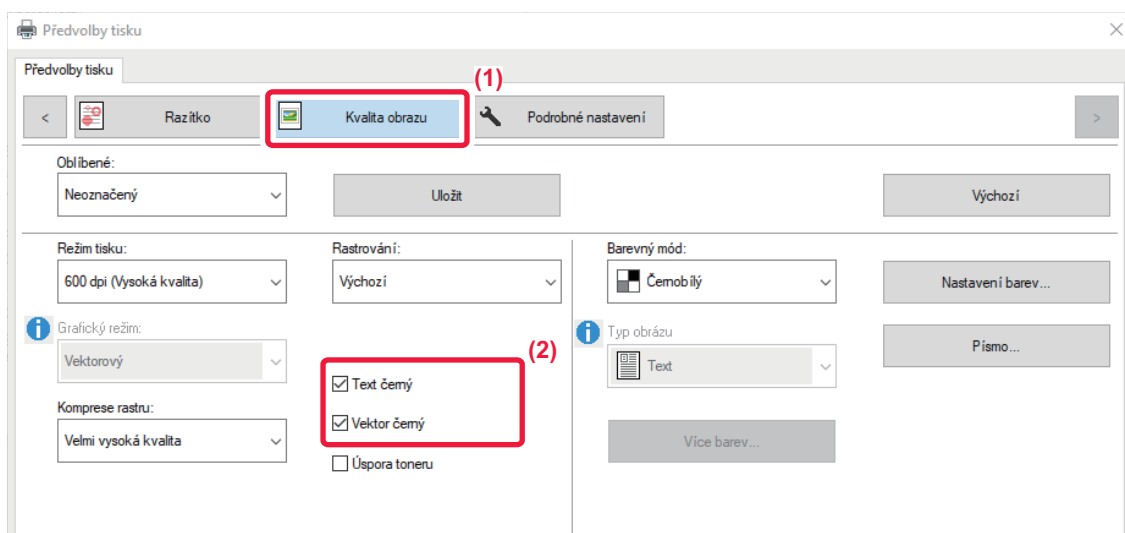 Předvolby tisku
Předvolby tisku
(1)
< Razítko Kvalita obrazu Podrobné nastavení >
Oblíbené:
Neoznačený Uložit Výchozí
Režim tisku: Rastrování: Barevný mód:
600 dpi (Vysoká kvalita) Výchozí Černobílý Nastavení barev...
Grafický režim: Typ obrázu
(2)
Vektorový Text Písmo...
Text černý
Komprese rastru:
Vektor černý
Velmi vysoká kvalita Více barev...
Úspora toneru